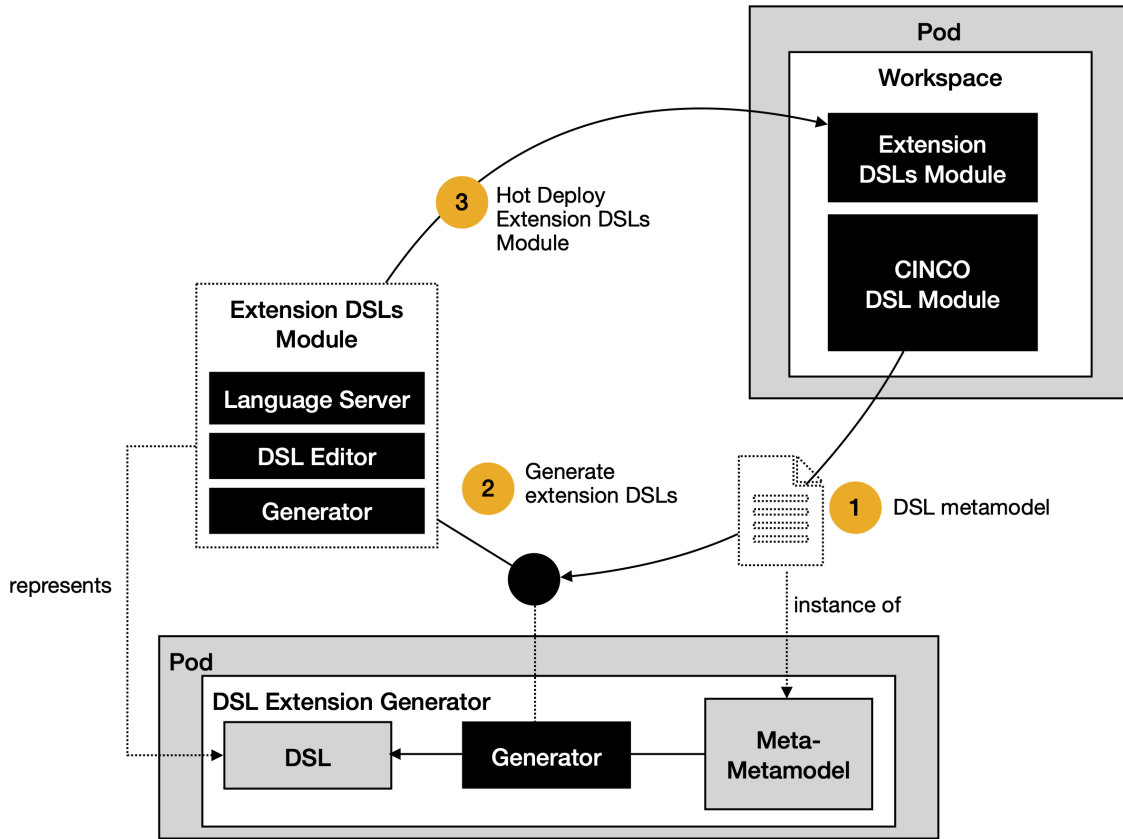 Pod
Workspace
Extension
DSLs Module
CINCO
DSL Module
3
Hot Deploy
Extension DSLs
Module
Extension DSLs
Module
Language Server
DSL Editor
Generator
2
Generate
extension DSLs
1
DSL metamodel
represents
instance of
Pod
DSL Extension Generator
DSL
Generator
Meta-
Metamodel